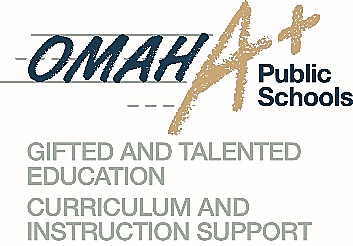 OMAHA+
Public
Schools
GIFTED AND TALENTED
EDUCATION
CURRICULUM AND
INSTRUCTION SUPPORT